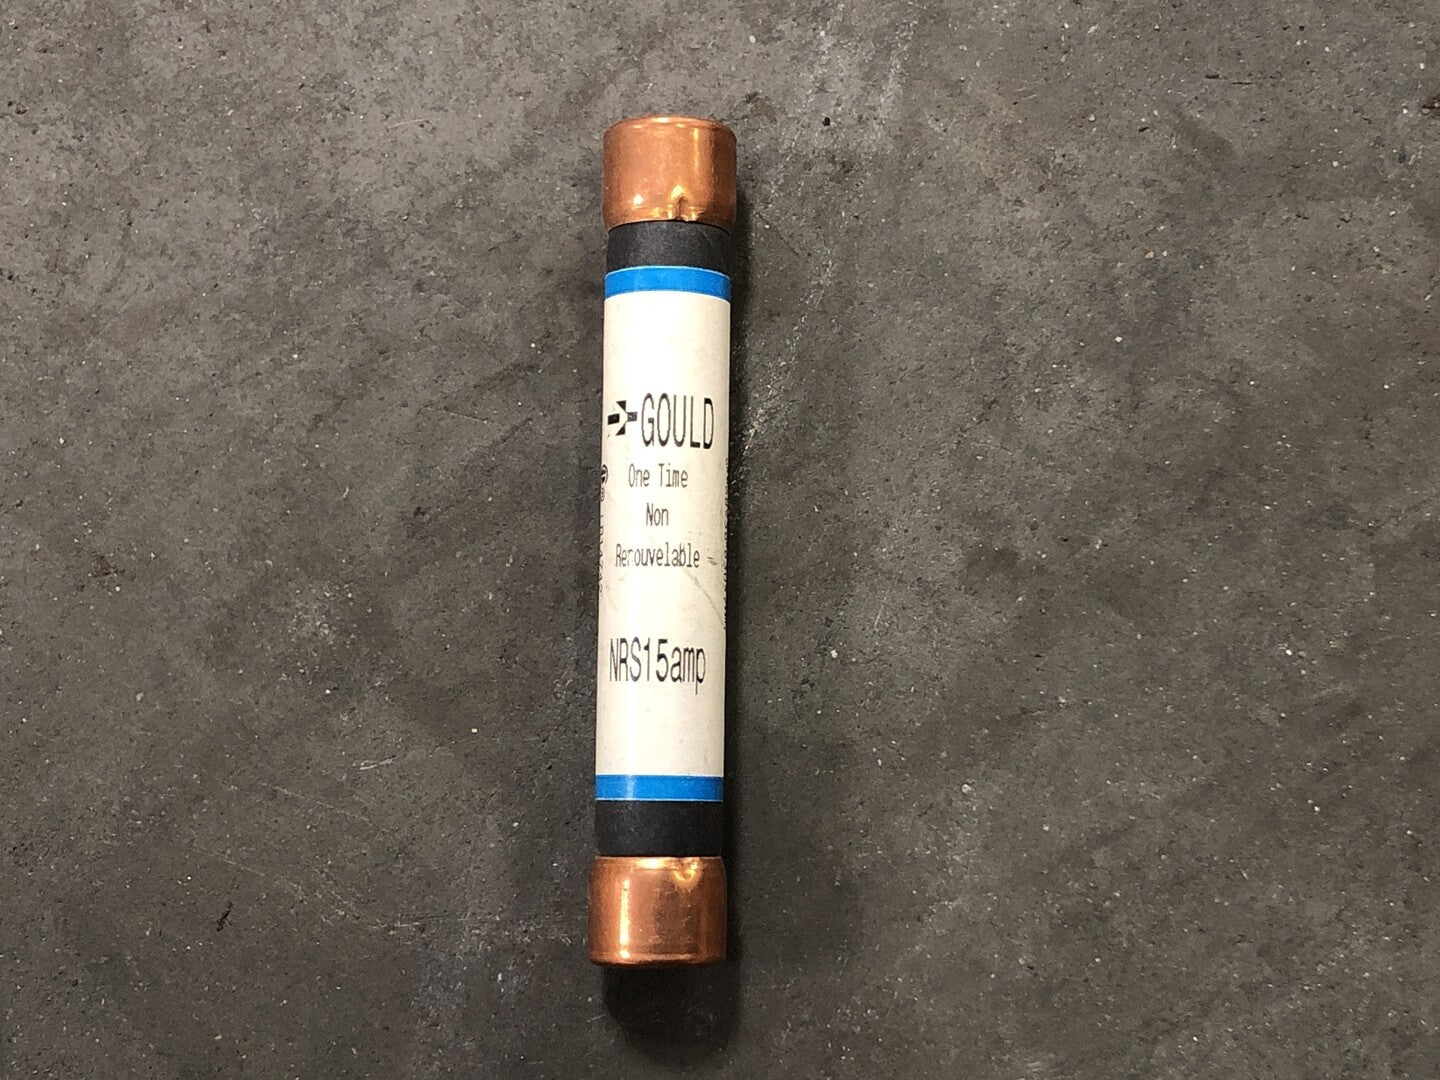 GOULD
One Time
Non
Renouvelable
NRS15amp